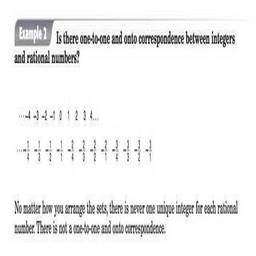 Example 2 Is there one-to-one and onto correspondence between integers
and rational numbers?
···−4 −3 −2 −1 0 1 2 3 4...
No matter how you arrange the sets, there is never one unique integer for each rational
number. There is not a one-to-one and onto correspondence.